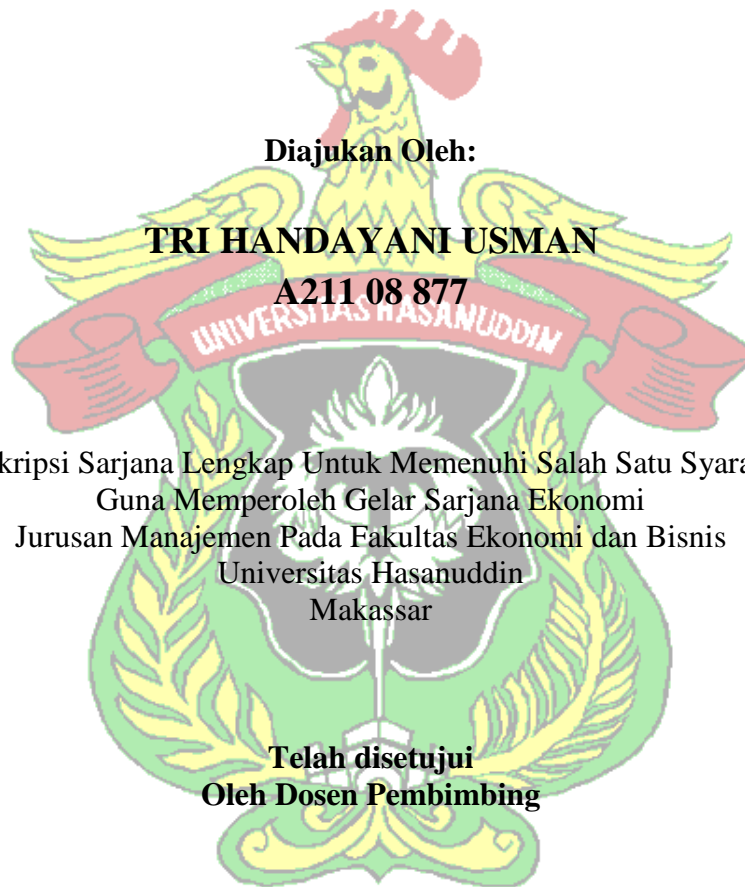 Diajukan Oleh:
TRI HANDAYANI USMAN
A211 08 877
UNIVERSITAS HASANUDDIN
kripsi Sarjana Lengkap Untuk Memenuhi Salah Satu Syara
Guna Memperoleh Gelar Sarjana Ekonomi
Jurusan Manajemen Pada Fakultas Ekonomi dan Bisnis
Universitas Hasanuddin
Makassar
Telah disetujui
Oleh Dosen Pembimbing